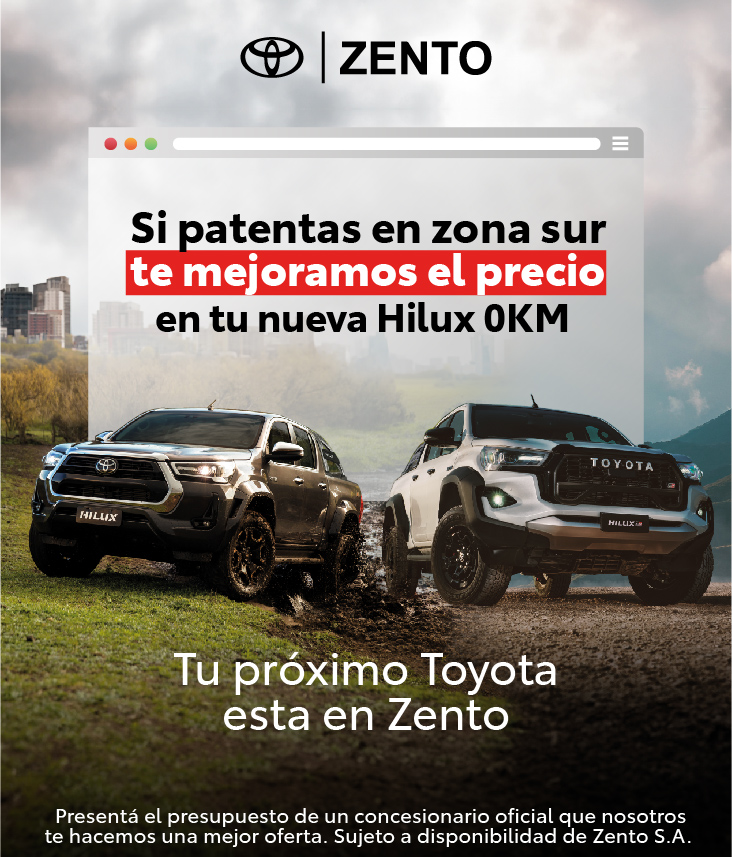 ZENTO
Si patentas en zona sur
te mejoramos el precio
en tu nueva Hilux 0KM
TOYOTA
HILUX
HILUX
Tu próximo Toyota
esta en Zento
Presentá el presupuesto de un concesionario oficial que nosotros
te hacemos una mejor oferta. Sujeto a disponibilidad de Zento S.A.